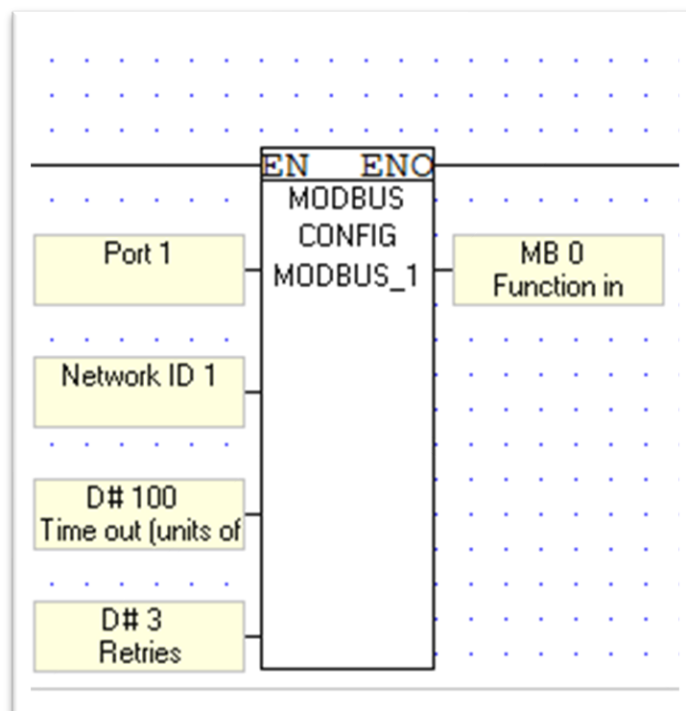 EN ENO
MODBUS
CONFIG
MODBUS_1
Port 1
MB 0
Function in
Network ID 1
D# 100
Time out (units of
D# 3
Retries